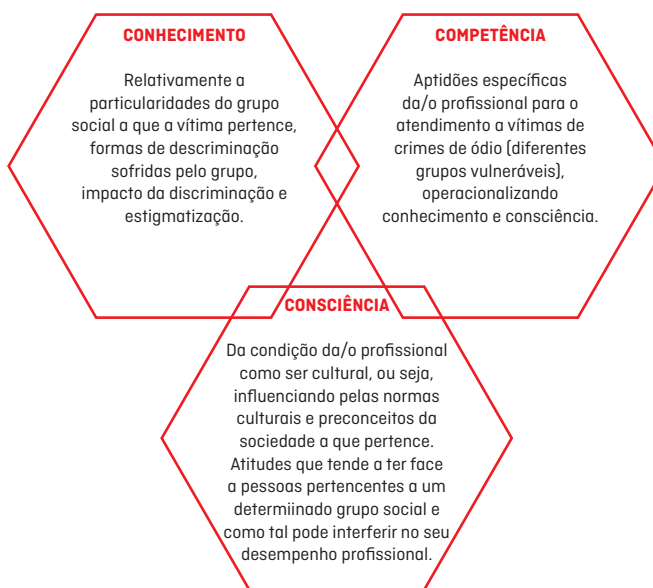 CONHECIMENTO
Relativamente a
particularidades do grupo
social a que a vítima pertence,
formas de descriminação
sofridas pelo grupo,
impacto da discriminação e
estigmatização.
COMPETÊNCIA
Aptidões específicas
da/o profissional para o
atendimento a vítimas de
crimes de ódio (diferentes
grupos vulneráveis),
operacionalizando
conhecimento e consciência.
CONSCIÊNCIA
Da condição da/o profissional
como ser cultural, ou seja,
influenciando pelas normas
culturais e preconceitos da
sociedade a que pertence.
Atitudes que tende a ter face
a pessoas pertencentes a um
determiinado grupo social e
como tal pode interferir no seu
desempenho profissional.